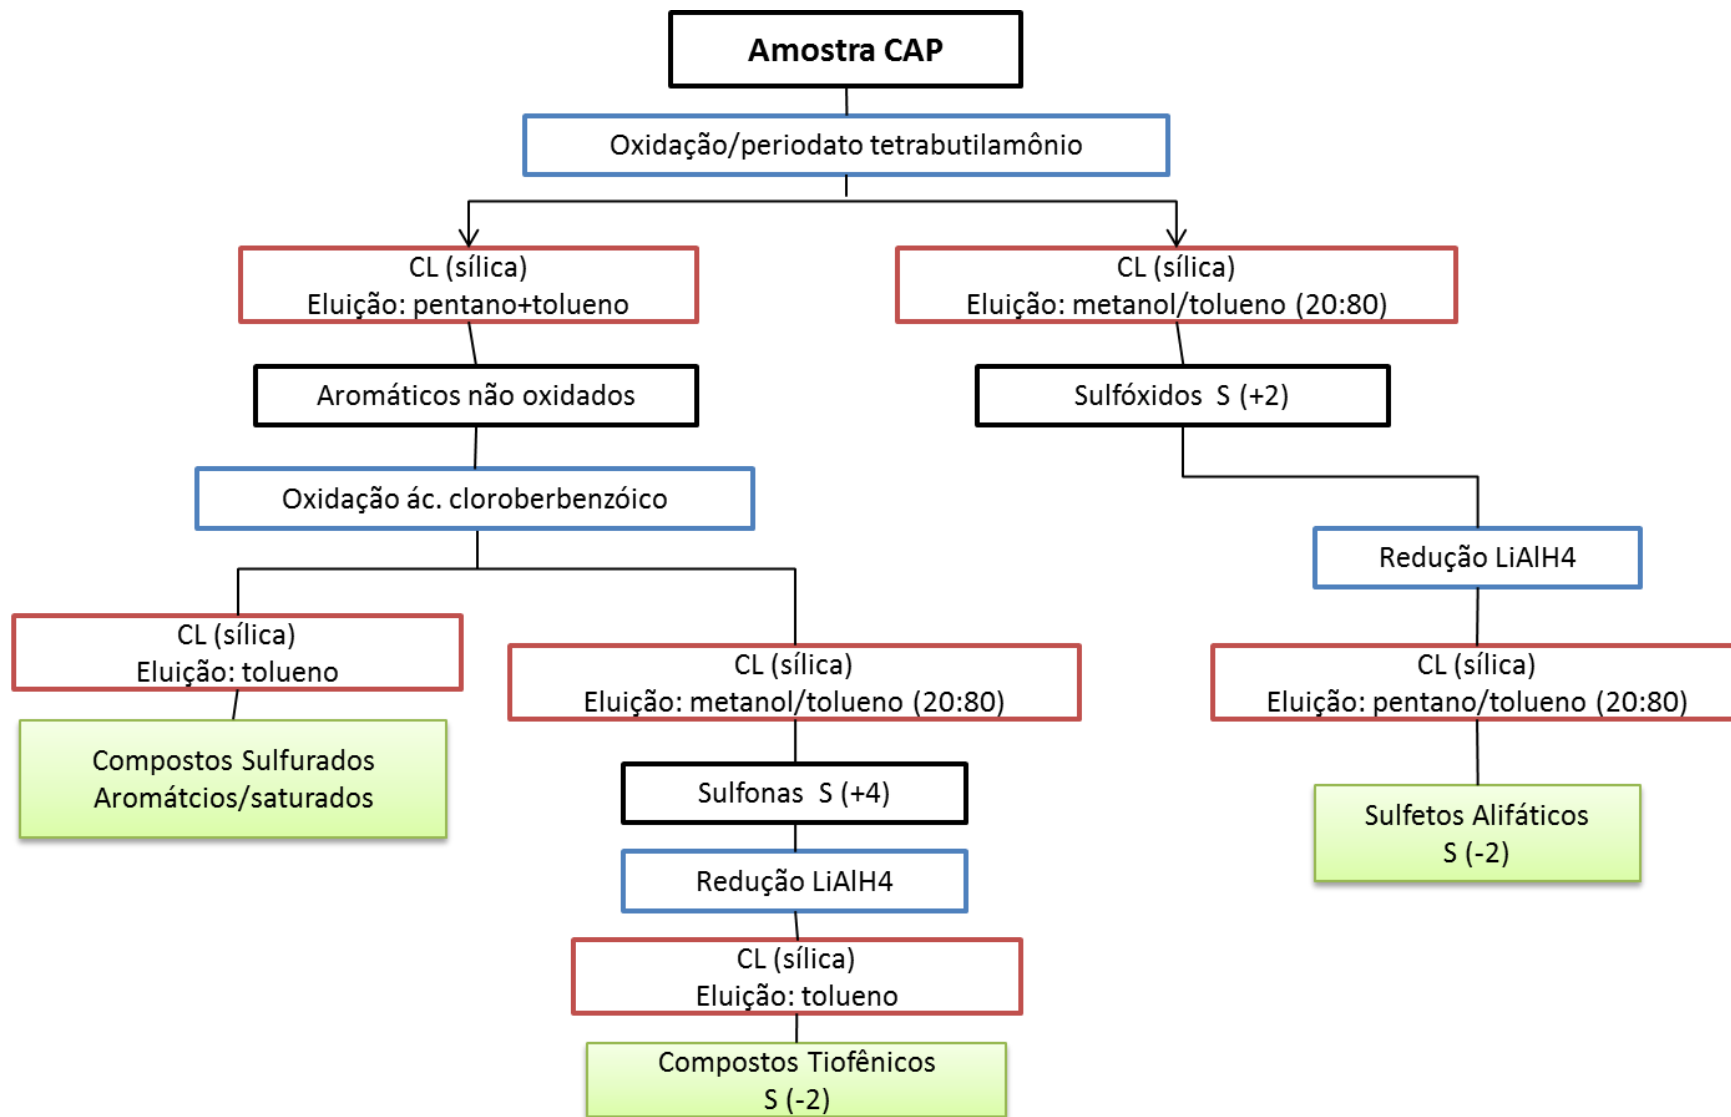 Amostra CAP
Oxidação/periodato tetrabutilamônio
CL (sílica)
Eluição: pentano+tolueno
CL (sílica)
Eluição: metanol/tolueno (20:80)
Aromáticos não oxidados
Sulfóxidos  S (+2)
Oxidação ác. cloroberbenzóico
Redução LiAlH4
CL (sílica)
Eluição: tolueno
CL (sílica)
Eluição: metanol/tolueno (20:80)
CL (sílica)
Eluição: pentano/tolueno (20:80)
Compostos Sulfurados
Aromátcios/saturados
Sulfonas  S (+4)
Sulfetos Alifáticos
S (-2)
Redução LiAlH4
CL (sílica)
Eluição: tolueno
Compostos Tiofênicos
S (-2)